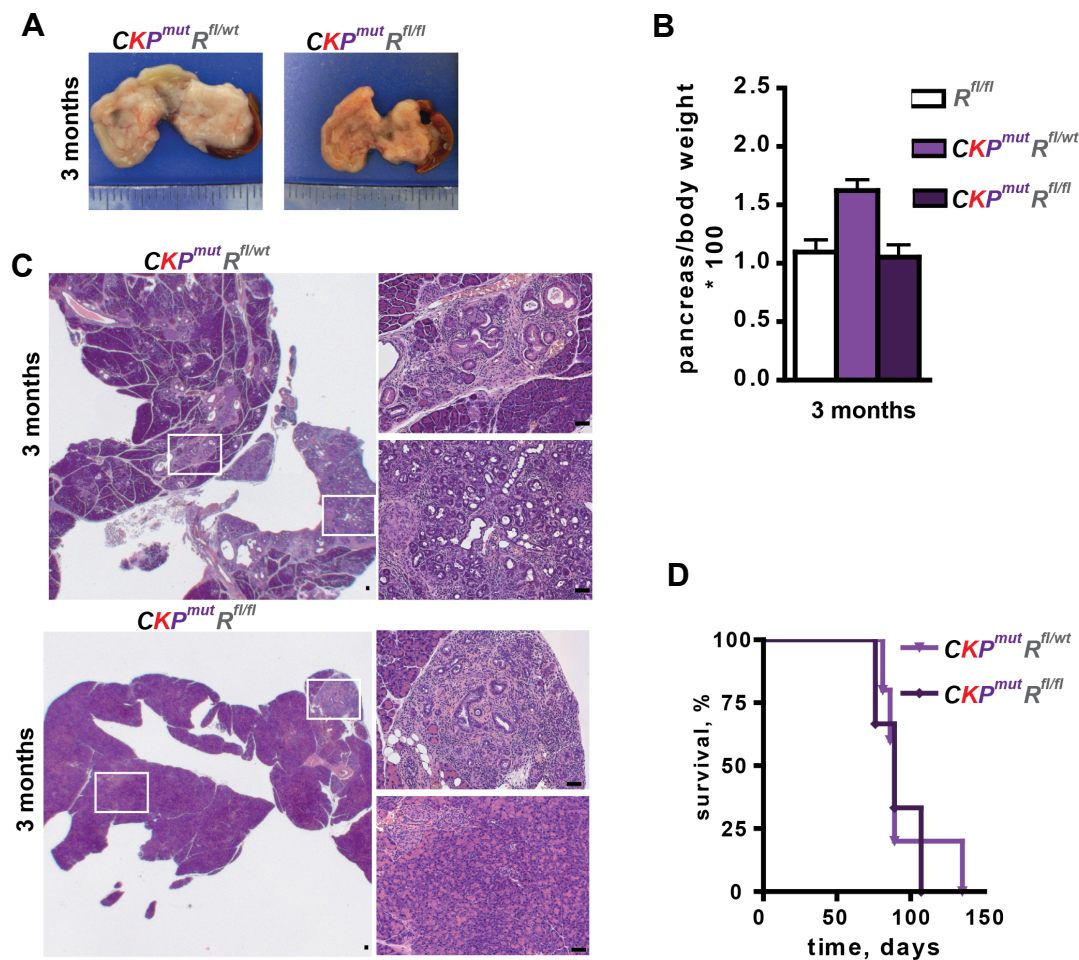 A
CKPmut Rfl/wt
CKPmut Rfl/fl
3 months
B
pancreas/body weight
* 100
2.5
2.0
1.5
1.0
0.5
0.0
3 months
Rfl/fl
CKPmut Rfl/wt
CKPmut Rfl/fl
C
CKPmut Rfl/wt
3 months
CKPmut Rfl/fl
3 months
D
survival, %
100
75
50
25
0
0 50 100 150
time, days
CKPmut Rfl/wt
CKPmut Rfl/fl